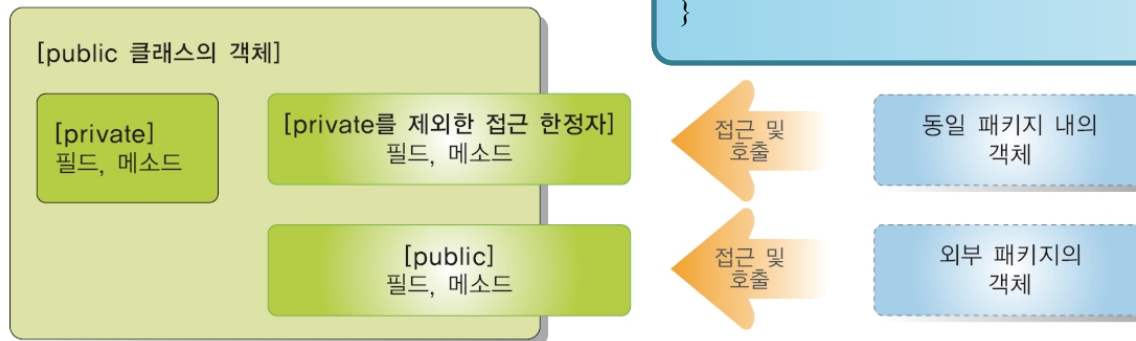 }
[public 클래스의 객체]
[private]
필드, 메소드
[private를 제외한 접근 한정자]
필드, 메소드
접근 및
호출
동일 패키지 내의
객체
[public]
필드, 메소드
접근 및
호출
외부 패키지의
객체